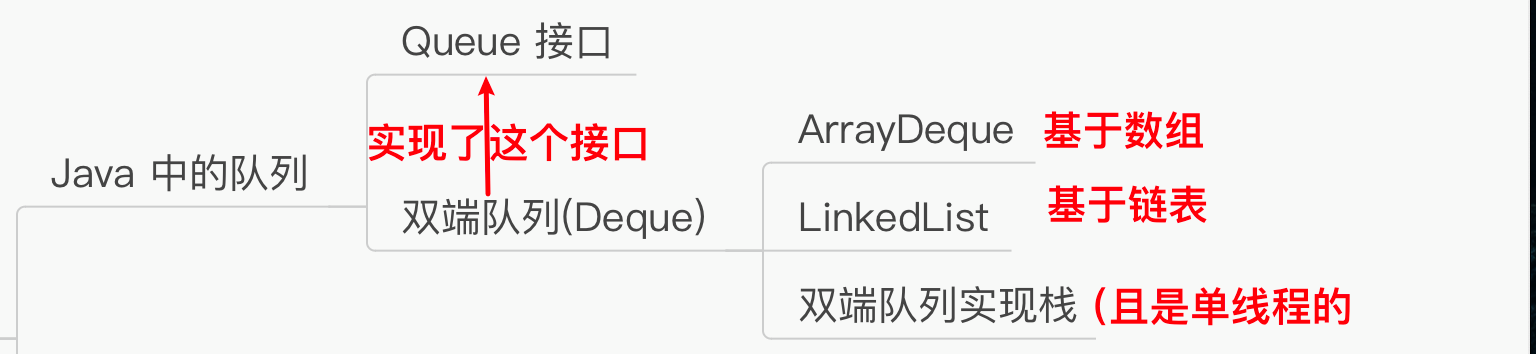 Queue 接口
ArrayDeque 基于数组
实现了这个接口
Java 中的队列
基于链表
双端队列(Deque)
LinkedList
双端队列实现栈 (且是单线程的